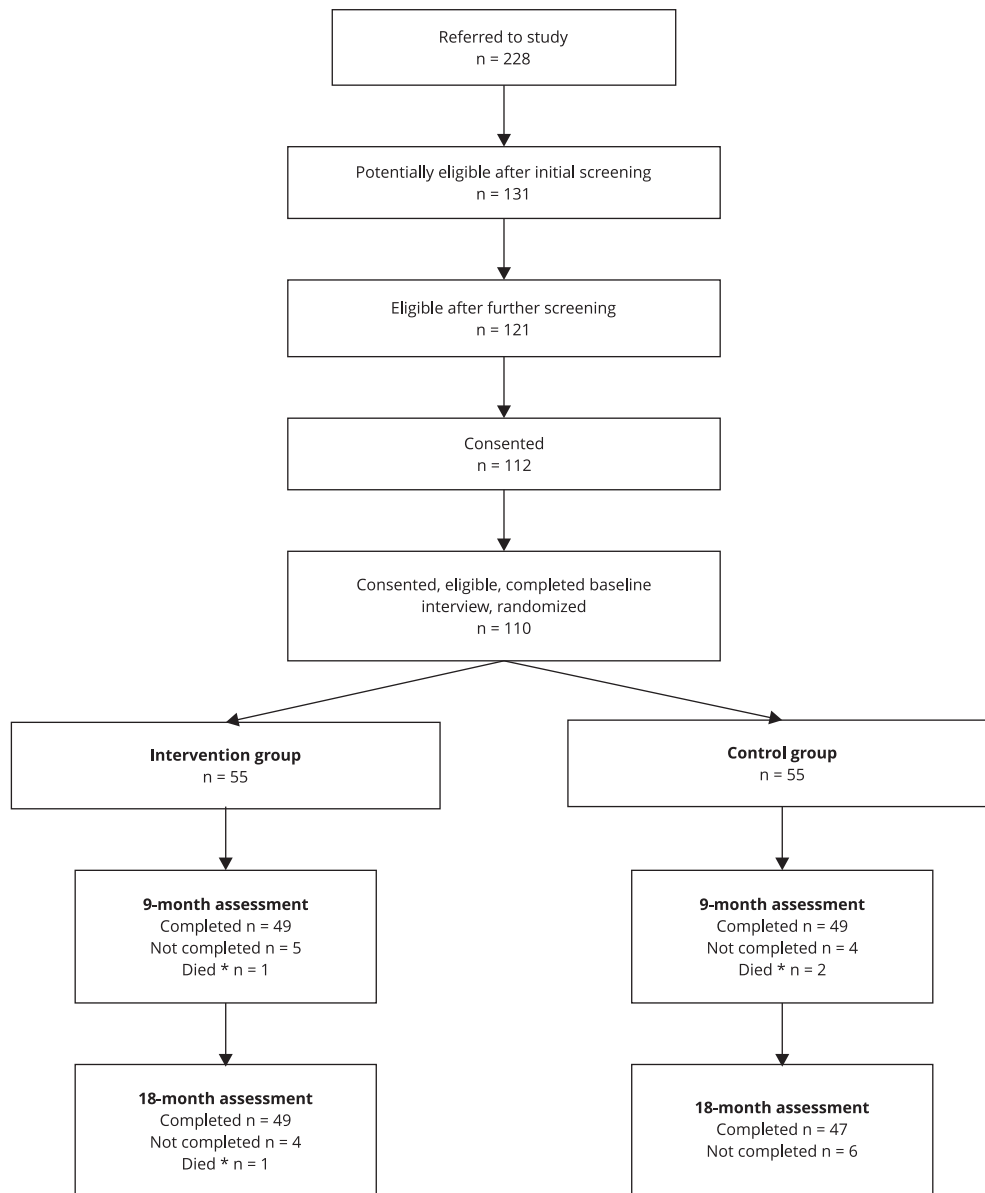 Referred to study
n = 228
Potentially eligible after initial screening
n = 131
Eligible after further screening
n = 121
Consented
n = 112
Consented, eligible, completed baseline
interview, randomized
n = 110
Intervention group
n = 55
Control group
n = 55
9-month assessment
Completed n = 49
Not completed n = 5
Died * n = 1
9-month assessment
Completed n = 49
Not completed n = 4
Died * n = 2
18-month assessment
Completed n = 49
Not completed n = 4
Died * n = 1
18-month assessment
Completed n = 47
Not completed n = 6